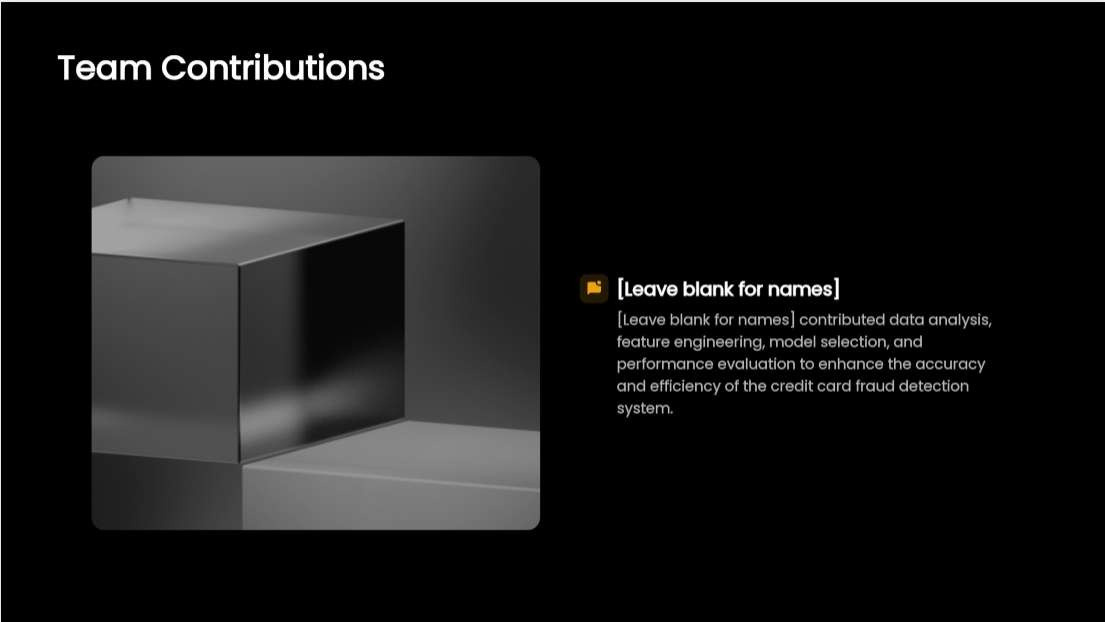 Team Contributions
[Leave blank for names]
[Leave blank for names] contributed data analysis,
feature engineering, model selection, and
performance evaluation to enhance the accuracy
and efficiency of the credit card fraud detection
system.